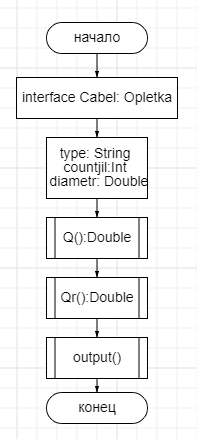 начало
interface Cabel: Opletka
type: String
countjil:Int
diametr: Double
Q():Double
Qr():Double
output()
конец